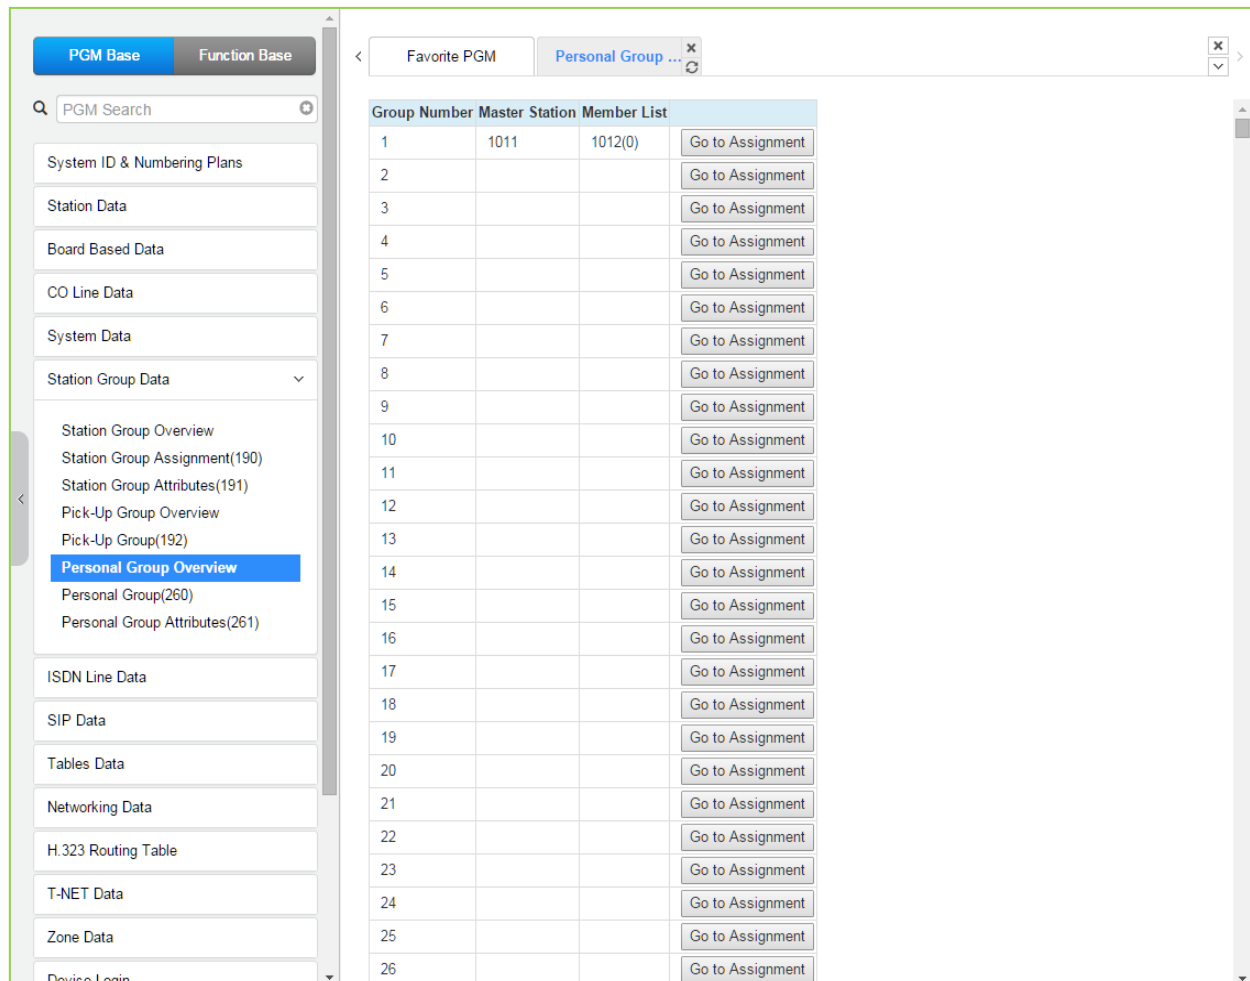 PGM Base Function Base
PGM Search
System ID & Numbering Plans
Station Data
Board Based Data
CO Line Data
System Data
Station Group Data
Station Group Overview
Station Group Assignment(190)
Station Group Attributes(191)
Pick-Up Group Overview
Pick-Up Group(192)
Personal Group Overview
Personal Group(260)
Personal Group Attributes(261)
ISDN Line Data
SIP Data
Tables Data
Networking Data
H.323 Routing Table
T-NET Data
Zone Data
Device Login
Favorite PGM Personal Group ...
Group Number Master Station Member List
1 1011 1012(0) Go to Assignment
2 Go to Assignment
3 Go to Assignment
4 Go to Assignment
5 Go to Assignment
6 Go to Assignment
7 Go to Assignment
8 Go to Assignment
9 Go to Assignment
10 Go to Assignment
11 Go to Assignment
12 Go to Assignment
13 Go to Assignment
14 Go to Assignment
15 Go to Assignment
16 Go to Assignment
17 Go to Assignment
18 Go to Assignment
19 Go to Assignment
20 Go to Assignment
21 Go to Assignment
22 Go to Assignment
23 Go to Assignment
24 Go to Assignment
25 Go to Assignment
26 Go to Assignment